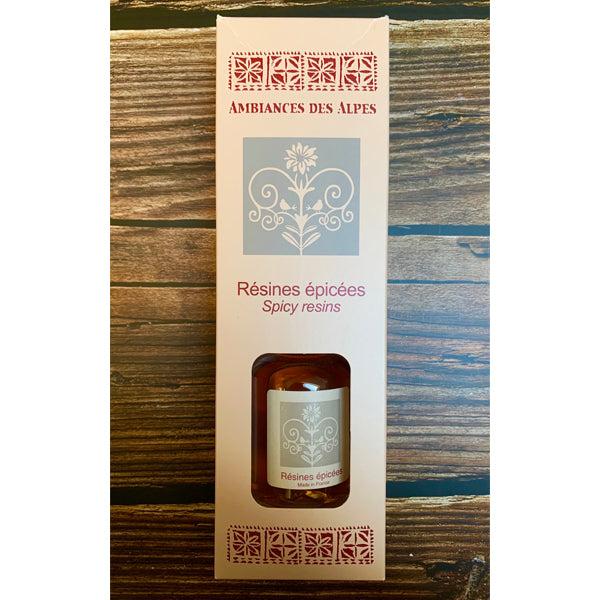 AMBIANCES DES ALPES
Résines épicées
Spicy resins
Résines épicées
Made in France